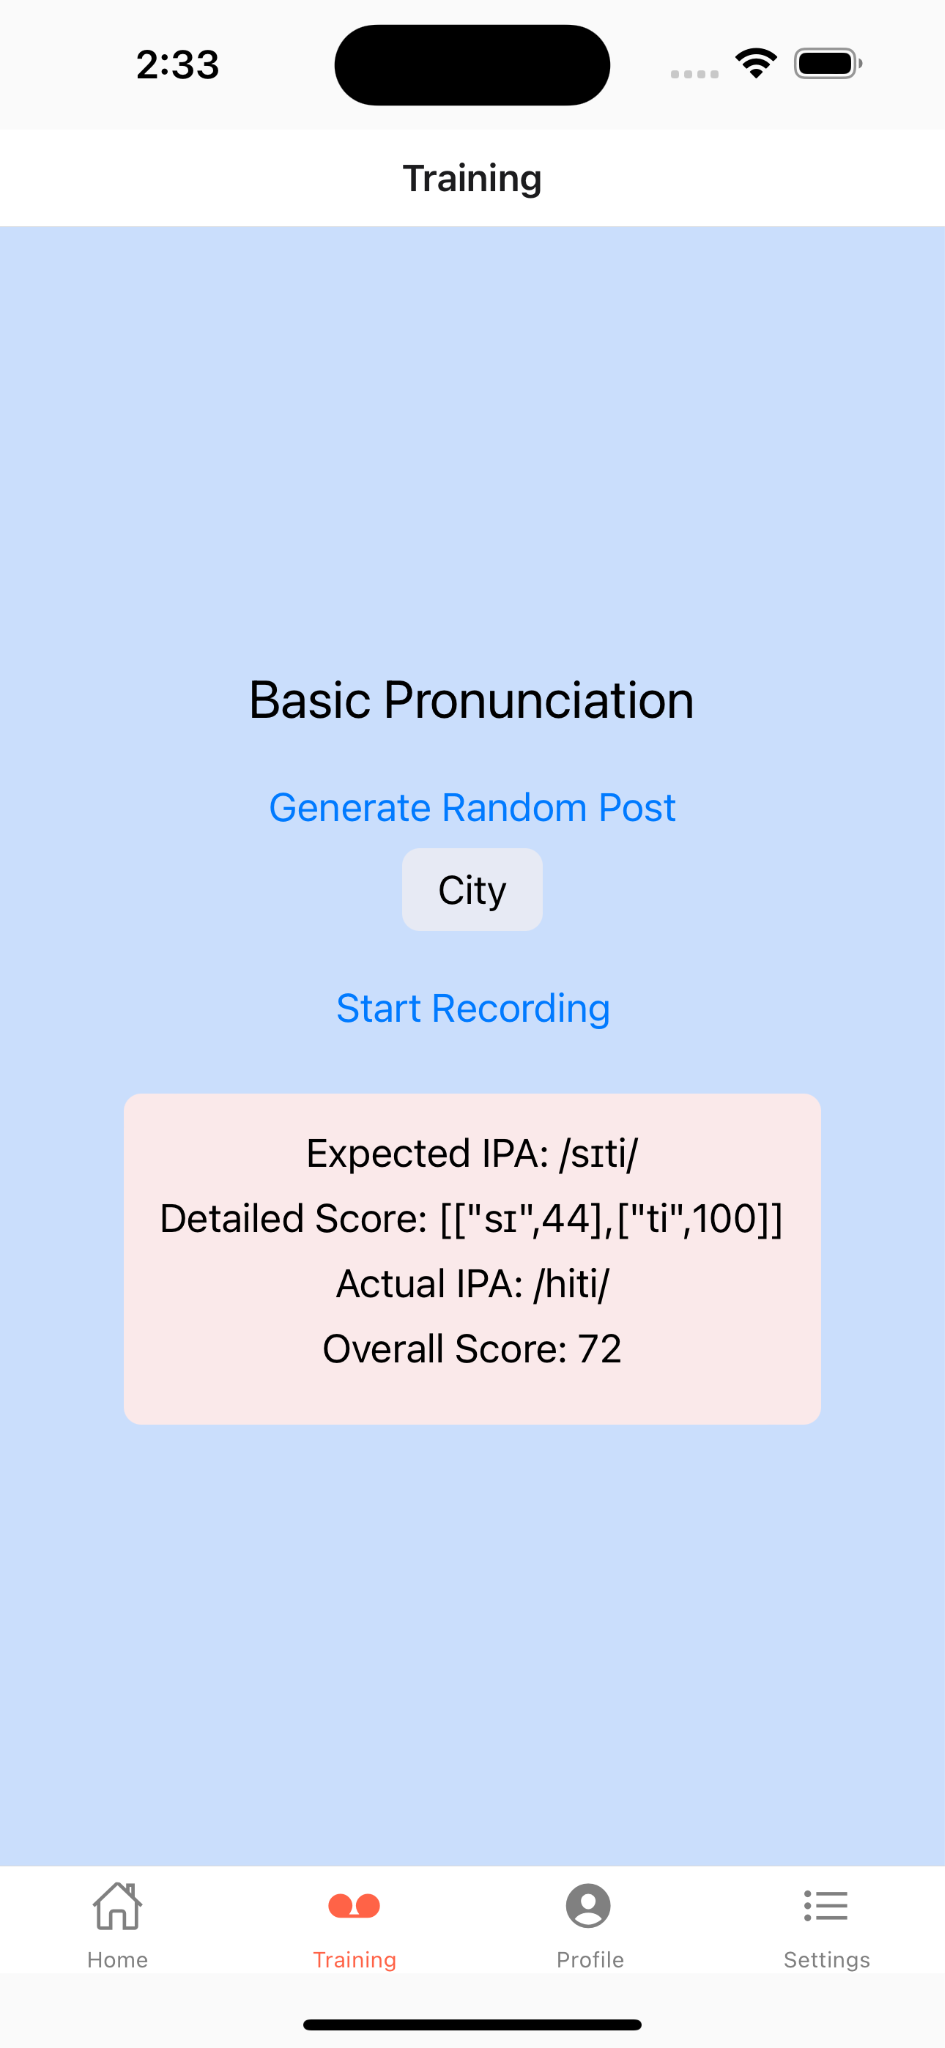 2:33
Training
Basic Pronunciation
Generate Random Post
City
Start Recording
Expected IPA: /sɪti/
Detailed Score: [["sɪ",44],["ti",100]]
Actual IPA: /hiti/
Overall Score: 72
Home
Training
Profile
Settings